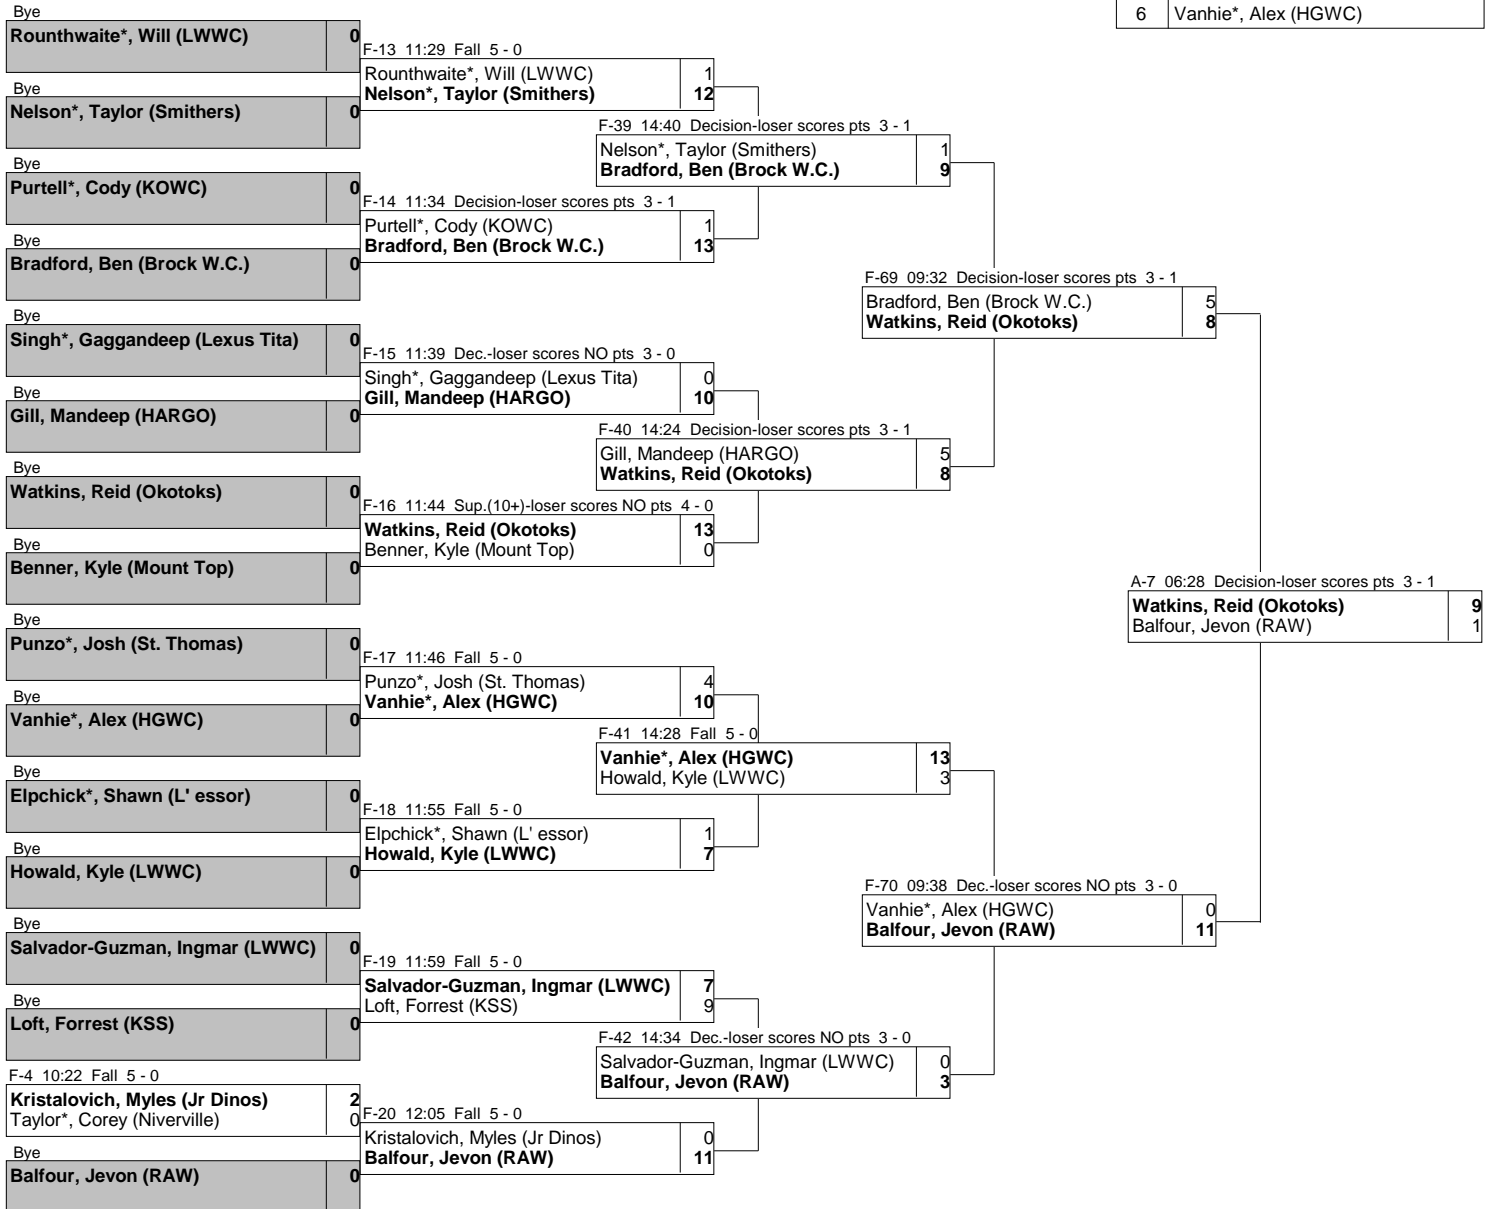 6 Vanhie*, Alex (HGWC)
Bye
Rounthwaite*, Will (LWWC) 0
Bye
Nelson*, Taylor (Smithers) 0
Bye
Purtell*, Cody (KOWC) 0
Bye
Bradford, Ben (Brock W.C.) 0
Bye
Singh*, Gaggandeep (Lexus Tita) 0
Bye
Gill, Mandeep (HARGO) 0
Bye
Watkins, Reid (Okotoks) 0
Bye
Benner, Kyle (Mount Top) 0
Bye
Punzo*, Josh (St. Thomas) 0
Bye
Vanhie*, Alex (HGWC) 0
Bye
Elpchick*, Shawn (L' essor) 0
Bye
Howald, Kyle (LWWC) 0
Bye
Salvador-Guzman, Ingmar (LWWC) 0
Bye
Loft, Forrest (KSS) 0
F-4 10:22 Fall 5 - 0
Kristalovich, Myles (Jr Dinos) 2
Taylor*, Corey (Niverville) 0
Bye
Balfour, Jevon (RAW) 0
F-13 11:29 Fall 5 - 0
Rounthwaite*, Will (LWWC) 1
Nelson*, Taylor (Smithers) 12
F-14 11:34 Decision-loser scores pts 3 - 1
Purtell*, Cody (KOWC) 1
Bradford, Ben (Brock W.C.) 13
F-15 11:39 Dec.-loser scores NO pts 3 - 0
Singh*, Gaggandeep (Lexus Tita) 0
Gill, Mandeep (HARGO) 10
F-16 11:44 Sup.(10+)-loser scores NO pts 4 - 0
Watkins, Reid (Okotoks) 13
Benner, Kyle (Mount Top) 0
F-17 11:46 Fall 5 - 0
Punzo*, Josh (St. Thomas) 4
Vanhie*, Alex (HGWC) 10
F-18 11:55 Fall 5 - 0
Elpchick*, Shawn (L' essor) 1
Howald, Kyle (LWWC) 7
F-19 11:59 Fall 5 - 0
Salvador-Guzman, Ingmar (LWWC) 7
Loft, Forrest (KSS) 9
F-20 12:05 Fall 5 - 0
Kristalovich, Myles (Jr Dinos) 0
Balfour, Jevon (RAW) 11
F-39 14:40 Decision-loser scores pts 3 - 1
Nelson*, Taylor (Smithers) 1
Bradford, Ben (Brock W.C.) 9
F-40 14:24 Decision-loser scores pts 3 - 1
Gill, Mandeep (HARGO) 5
Watkins, Reid (Okotoks) 8
F-41 14:28 Fall 5 - 0
Vanhie*, Alex (HGWC) 13
Howald, Kyle (LWWC) 3
F-42 14:34 Dec.-loser scores NO pts 3 - 0
Salvador-Guzman, Ingmar (LWWC) 0
Balfour, Jevon (RAW) 3
F-69 09:32 Decision-loser scores pts 3 - 1
Bradford, Ben (Brock W.C.) 5
Watkins, Reid (Okotoks) 8
F-70 09:38 Dec.-loser scores NO pts 3 - 0
Vanhie*, Alex (HGWC) 0
Balfour, Jevon (RAW) 11
A-7 06:28 Decision-loser scores pts 3 - 1
Watkins, Reid (Okotoks) 9
Balfour, Jevon (RAW) 1